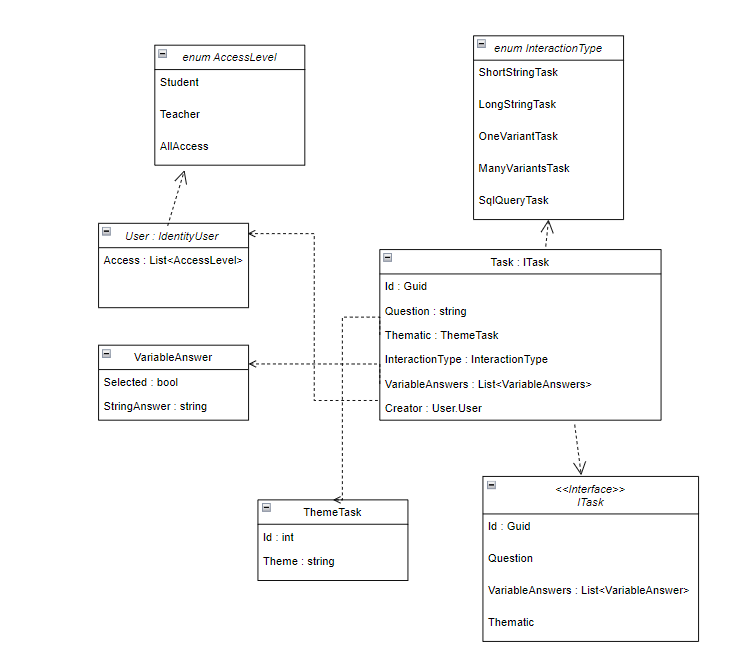 enum AccessLevel
Student
Teacher
AllAccess
enum InteractionType
ShortStringTask
LongStringTask
OneVariantTask
ManyVariantsTask
SqlQueryTask
User : IdentityUser
Access : List<AccessLevel>
Task : ITask
Id : Guid
Question : string
Thematic : ThemeTask
InteractionType : InteractionType
VariableAnswers : List<VariableAnswers>
Creator : User.User
VariableAnswer
Selected : bool
StringAnswer : string
ThemeTask
Id : int
Theme : string
<<Interface>>
ITask
Id : Guid
Question
VariableAnswers : List<VariableAnswer>
Thematic